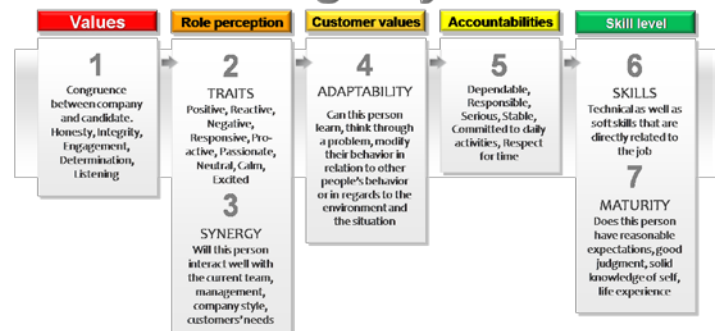 Values
1
Congruence
between company
and candidate.
Honesty, Integrity,
Engagement,
Determination,
Listening
Role perception
2
TRAITS
Positive, Reactive,
Negative,
Responsive, Pro-
active, Passionate,
Neutral, Calm,
Excited
3
SYNERGY
Will this person
interact well with
the current team,
management,
company style,
customers' needs
Customer values
4
ADAPTABILITY
Can this person
learn, think through
a problem, modify
their behavior in
relation to other
people's behavior
or in regards to the
environment and
the situation
Accountabilities
5
Dependable,
Responsible,
Serious, Stable,
Committed to daily
activities, Respect
for time
Skill level
6
SKILLS
Technical as well as
soft skills that are
directly related to
the job
7
MATURITY
Does this person
have reasonable
expectations, good
judgment, solid
knowledge of self,
life experience